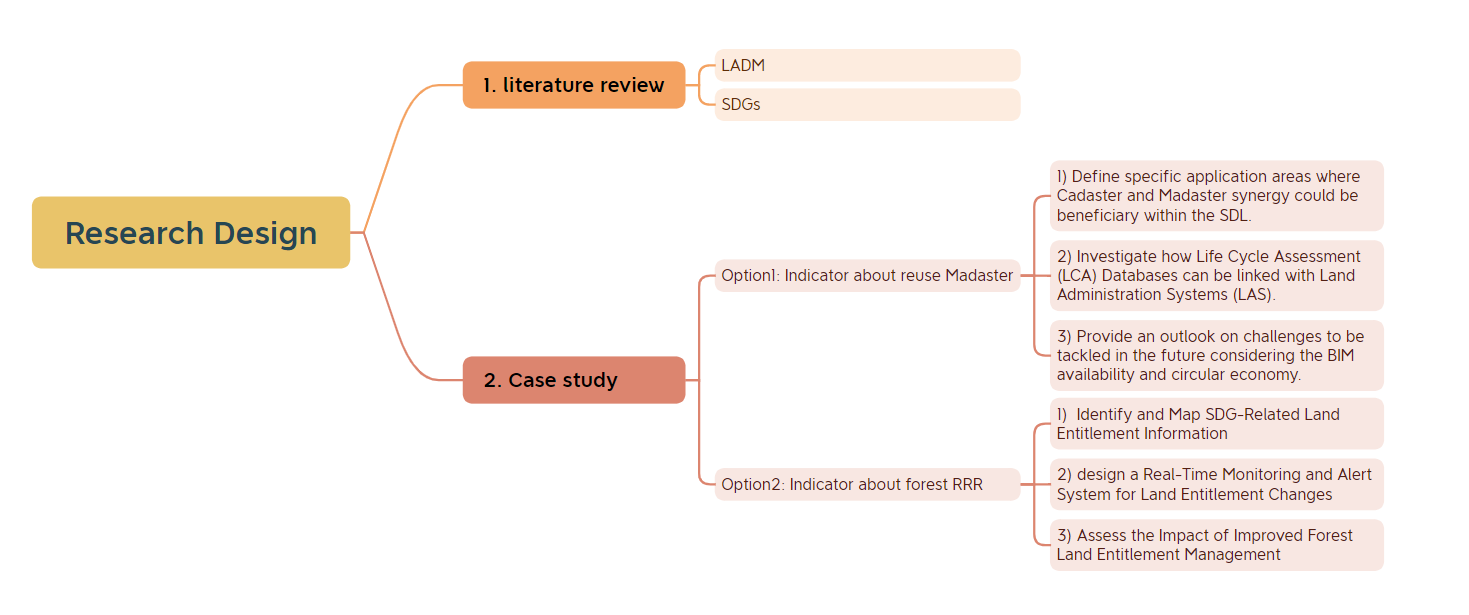 Research Design
1. literature review
LADM
SDGs
2. Case study
Option1: Indicator about reuse Madaster
1) Define specific application areas where
Cadaster and Madaster synergy could be
beneficiary within the SDL.
2) Investigate how Life Cycle Assessment
(LCA) Databases can be linked with Land
Administration Systems (LAS).
3) Provide an outlook on challenges to be
tackled in the future considering the BIM
availability and circular economy.
Option2: Indicator about forest RRR
1)  Identify and Map SDG-Related Land
Entitlement Information
2) design a Real-Time Monitoring and Alert
System for Land Entitlement Changes
3) Assess the Impact of Improved Forest
Land Entitlement Management